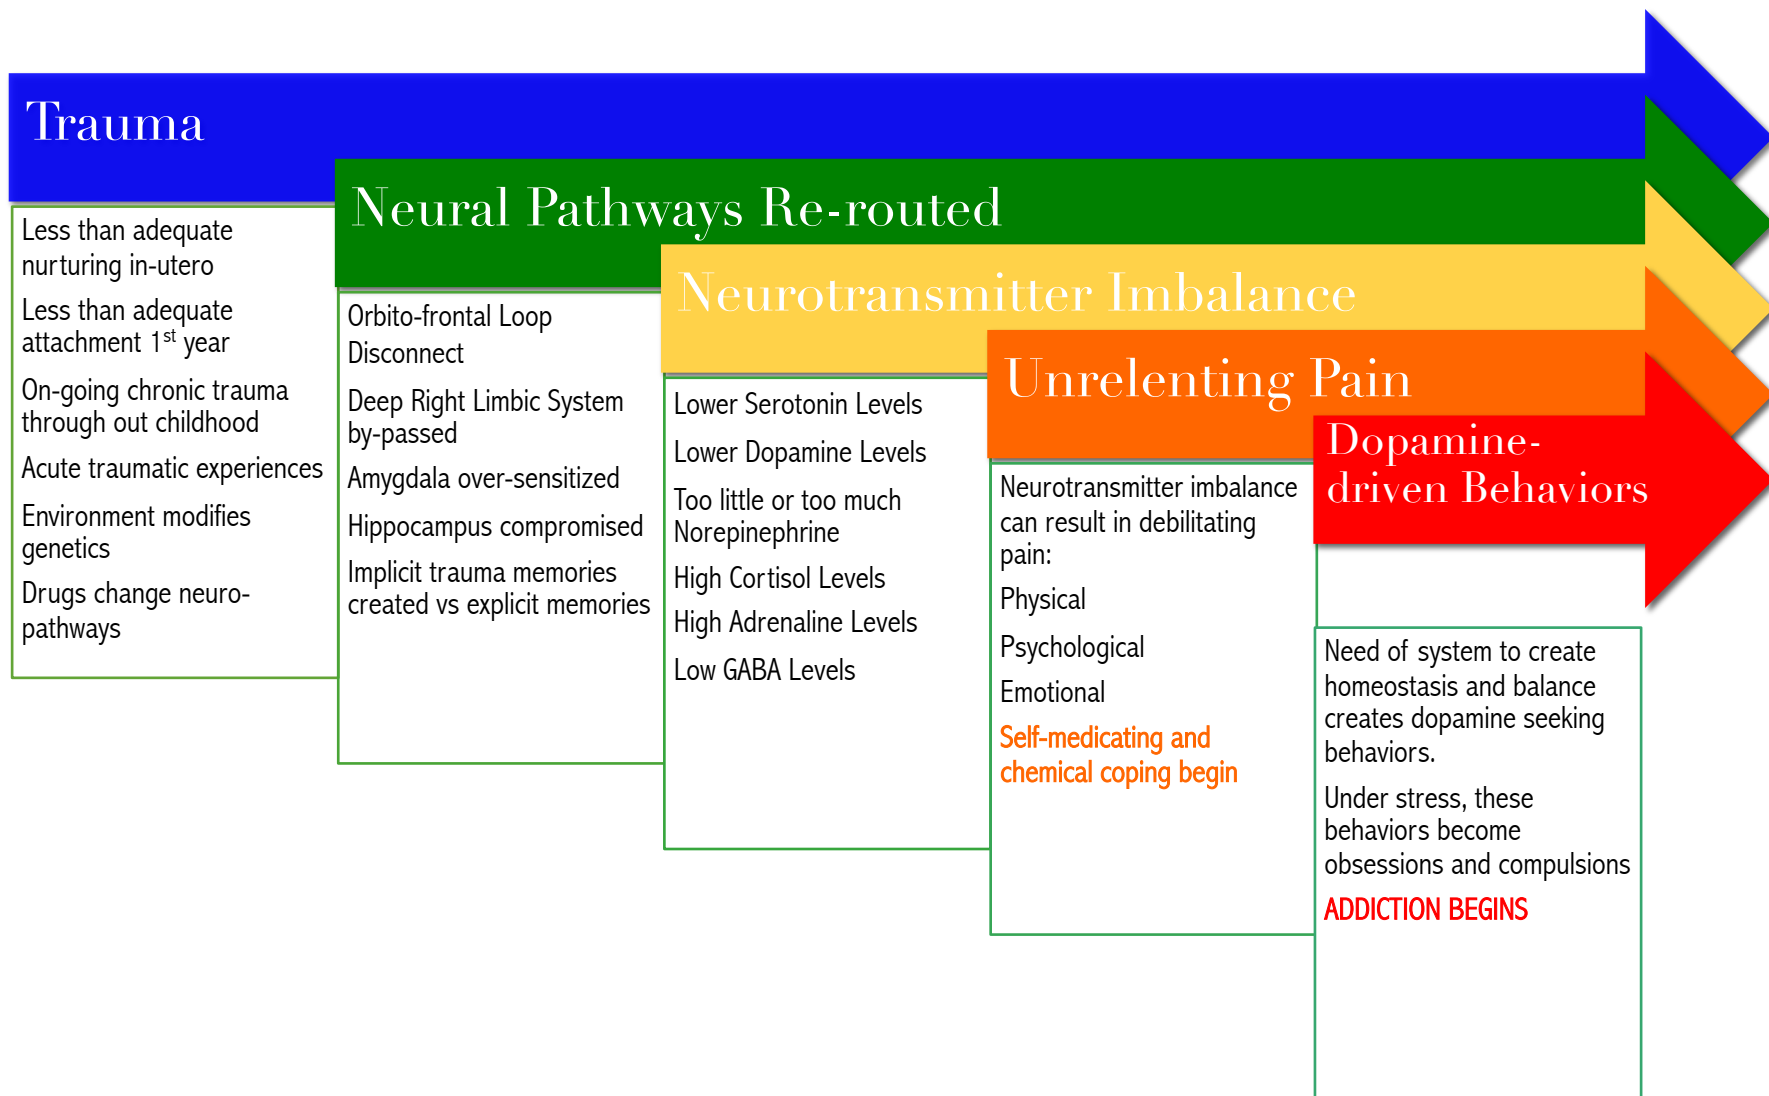 Trauma
Less than adequate
nurturing in-utero
Less than adequate
attachment 1st year
On-going chronic trauma
through out childhood
Acute traumatic experiences
Environment modifies
genetics
Drugs change neuro-
pathways
Neural Pathways Re-routed
Orbito-frontal Loop
Disconnect
Deep Right Limbic System
by-passed
Amygdala over-sensitized
Hippocampus compromised
Implicit trauma memories
created vs explicit memories
Neurotransmitter Imbalance
Lower Serotonin Levels
Lower Dopamine Levels
Too little or too much
Norepinephrine
High Cortisol Levels
High Adrenaline Levels
Low GABA Levels
Unrelenting Pain
Neurotransmitter imbalance
can result in debilitating
pain:
Physical
Psychological
Emotional
Self-medicating and
chemical coping begin
Dopamine-
driven Behaviors
Need of system to create
homeostasis and balance
creates dopamine seeking
behaviors.
Under stress, these
behaviors become
obsessions and compulsions
ADDICTION BEGINS